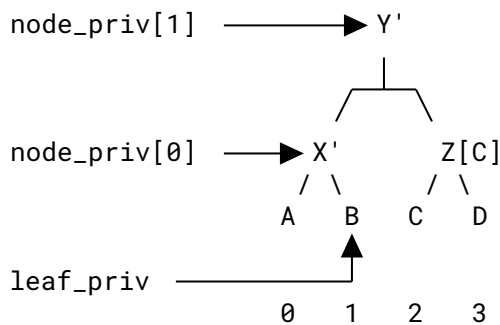 node_priv[1] Y'
node_priv[0] X' Z[C]
/ \ / \
A B C D
leaf_priv
0 1 2 3